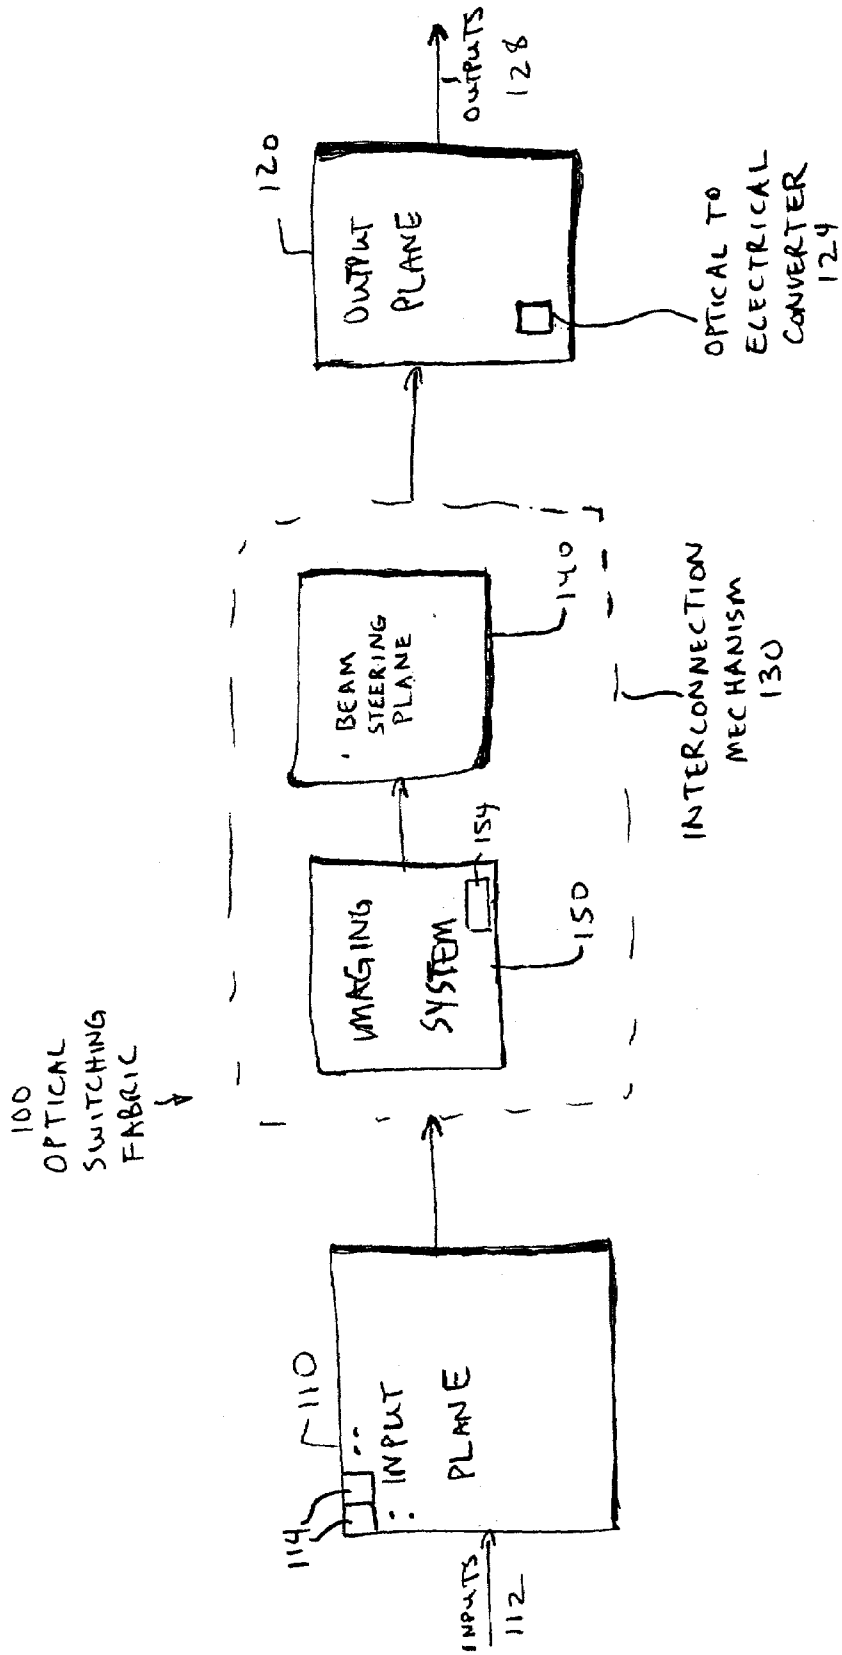 100
OPTICAL
SWITCHING
FABRIC
114
110
INPUT
PLANE
INPUTS
112
IMAGING
SYSTEM
154
150
BEAM
STEERING
PLANE
140
INTERCONNECTION
MECHANISM
130
120
OUTPUT
PLANE
OUTPUTS
128
OPTICAL TO
ELECTRICAL
CONVERTER
124